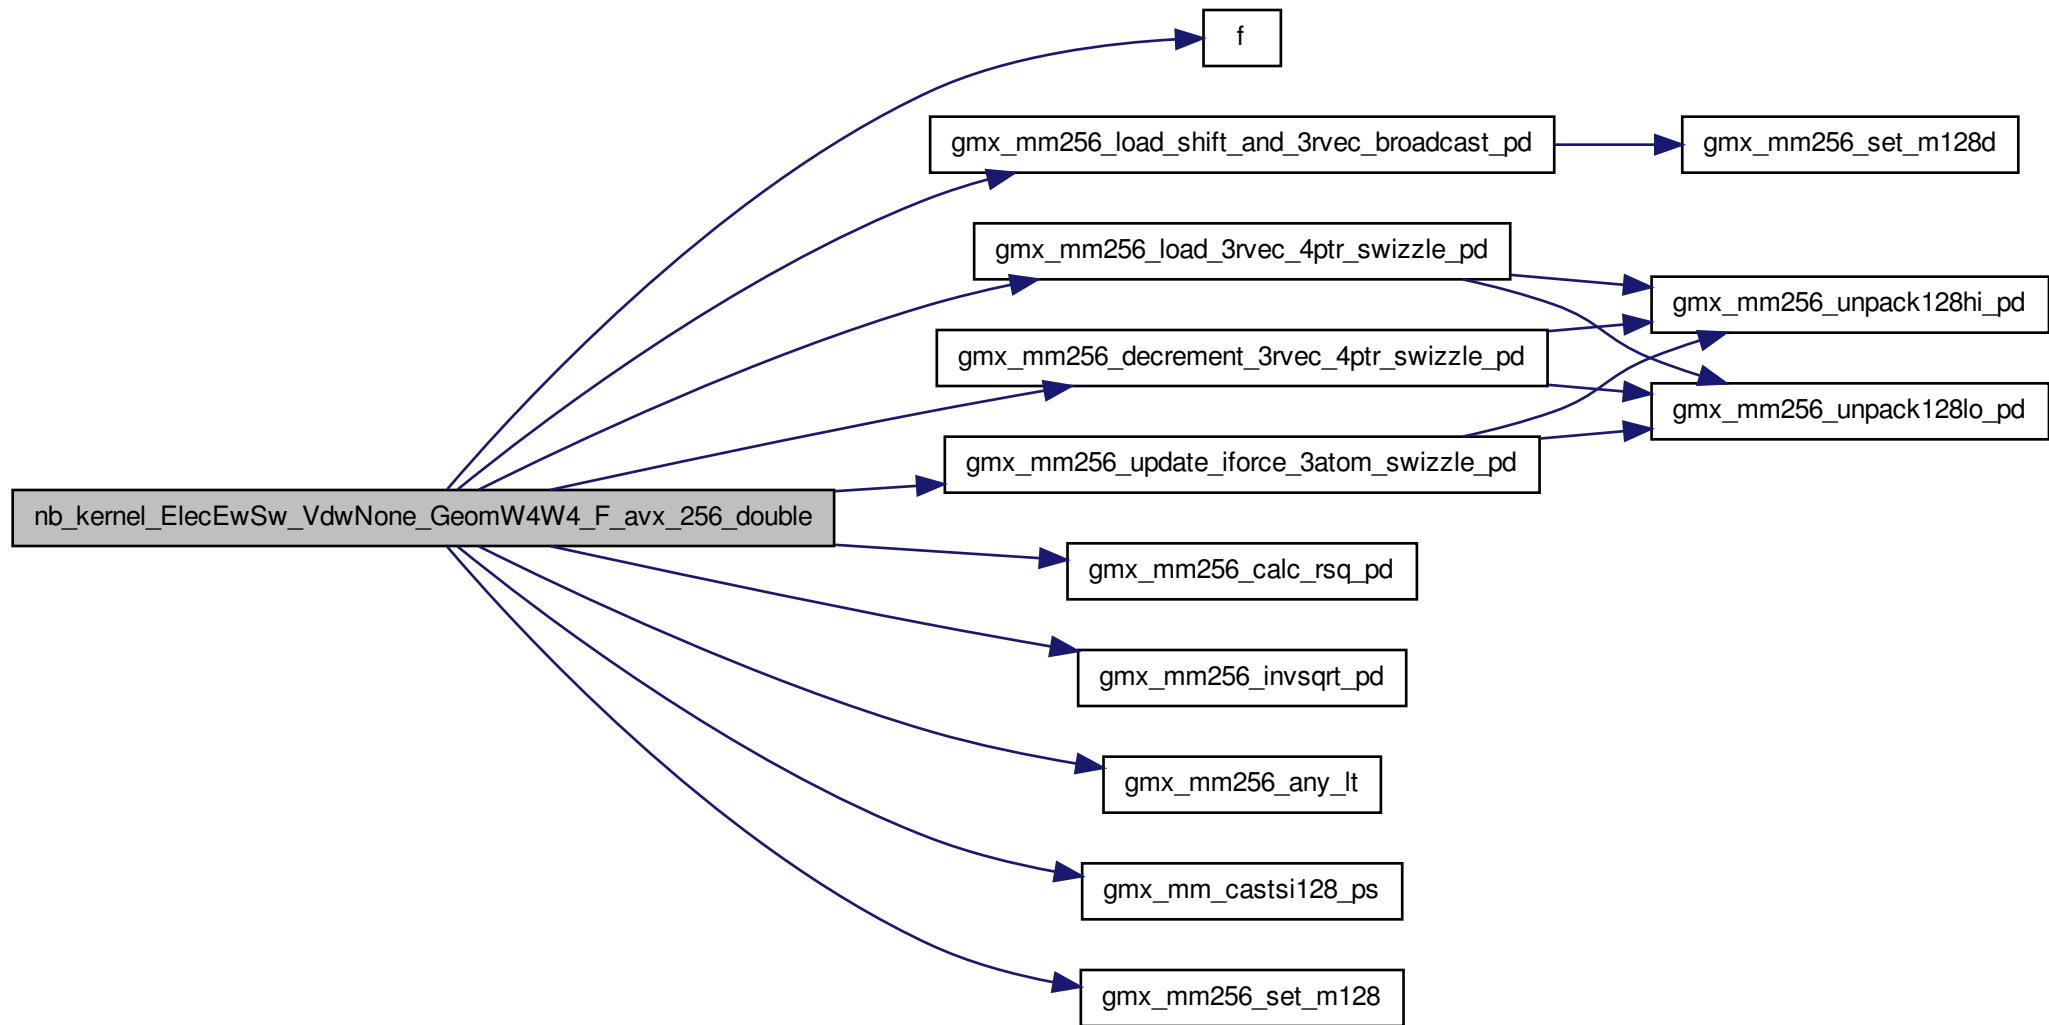 f
gmx_mm256_load_shift_and_3rvec_broadcast_pd
gmx_mm256_set_m128d
gmx_mm256_load_3rvec_4ptr_swizzle_pd
gmx_mm256_unpack128hi_pd
gmx_mm256_decrement_3rvec_4ptr_swizzle_pd
gmx_mm256_unpack128lo_pd
gmx_mm256_update_iforce_3atom_swizzle_pd
nb_kernel_ElecEwSw_VdwNone_GeomW4W4_F_avx_256_double
gmx_mm256_calc_rsq_pd
gmx_mm256_invsqrt_pd
gmx_mm256_any_lt
gmx_mm_castsi128_ps
gmx_mm256_set_m128